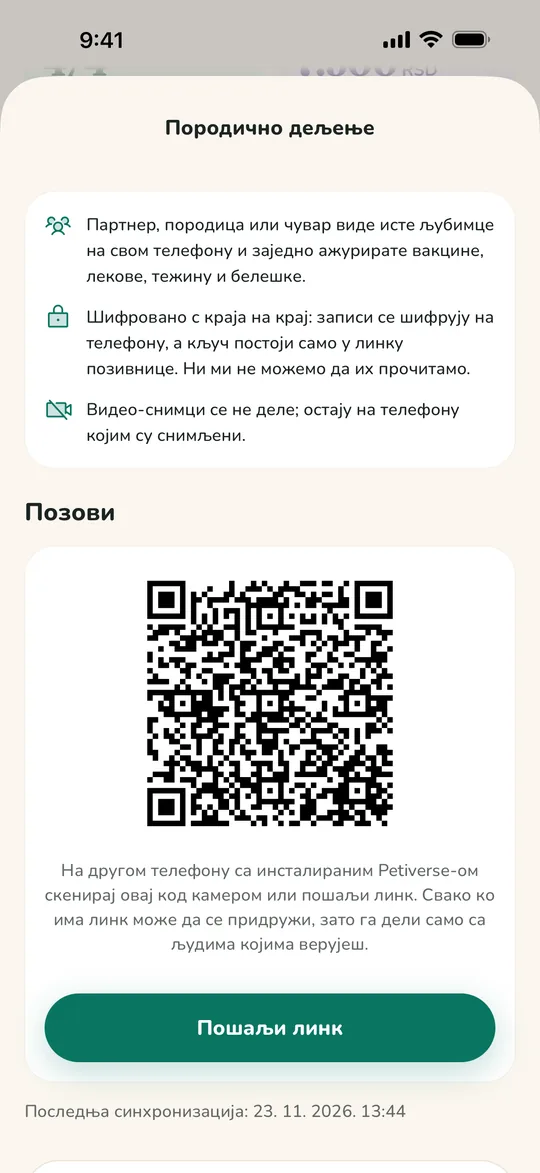 9:41
RSD
Породично дељење
Партнер, породица или чувар виде исте љубимце
на свом телефону и заједно ажурирате вакцине,
лекове, тежину и белешке.
Шифровано с краја на крај: записи се шифрују на
телефону, а кључ постоји само у линку
позивнице. Ни ми не можемо да их прочитамо.
Видео-снимци се не деле; остају на телефону
којим су снимљени.
Позови
На другом телефону са инсталираним Petiverse-ом
скенирај овај код камером или пошаљи линк. Свако ко
има линк може да се придружи, зато га дели само са
људима којима верујеш.
Пошаљи линк
Последња синхронизација: 23. 11. 2026. 13:44